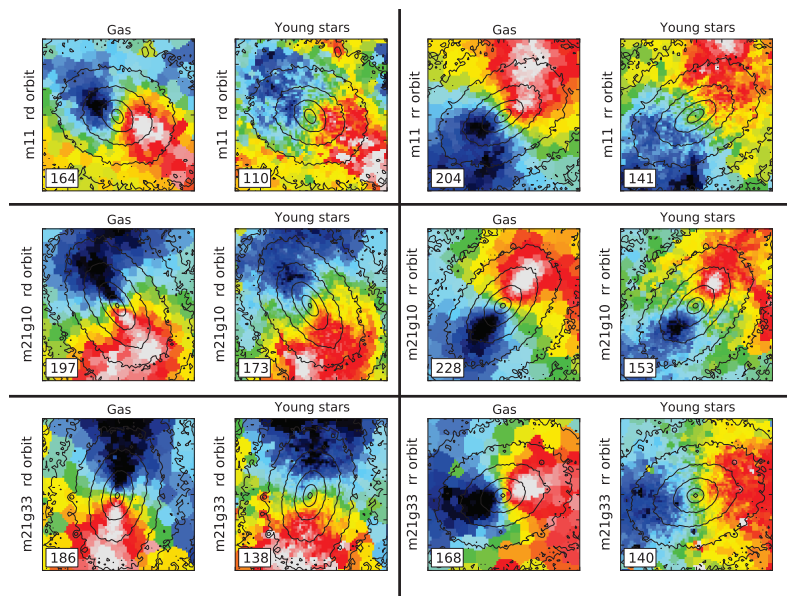 Gas
Young stars
Gas
Young stars
m11 rd orbit
164
m11 rd orbit
110
m11 rr orbit
204
m11 rr orbit
141
Gas
Young stars
Gas
Young stars
m21g10 rd orbit
197
m21g10 rd orbit
173
m21g10 rr orbit
228
m21g10 rr orbit
153
Gas
Young stars
Gas
Young stars
m21g33 rd orbit
186
m21g33 rd orbit
138
m21g33 rr orbit
168
m21g33 rr orbit
140